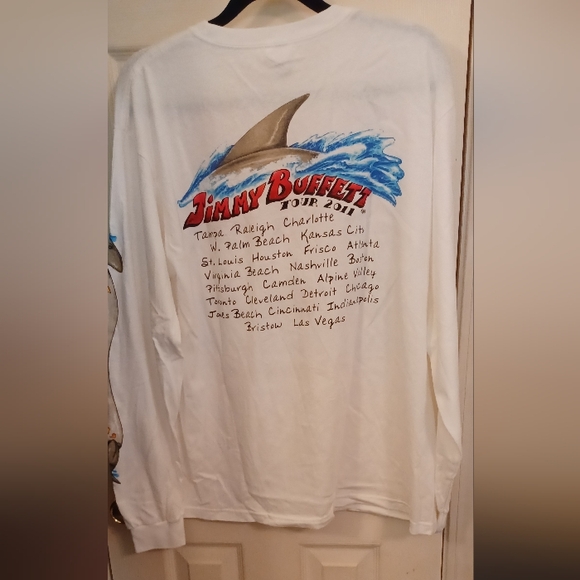 JIMMY BUFFETT
TOUR 2011
Tampa Raleigh Charlotte
W. Palm Beach Kansas Citi
St. Louis Houston Frisco Atlanta
Virginia Beach Nashville Boston
Pittsburgh Camden Alpine Valley
Toronto Cleveland Detroit Chicago
Jones Beach Cincinnati Indianapolis
Bristow Las Vegas